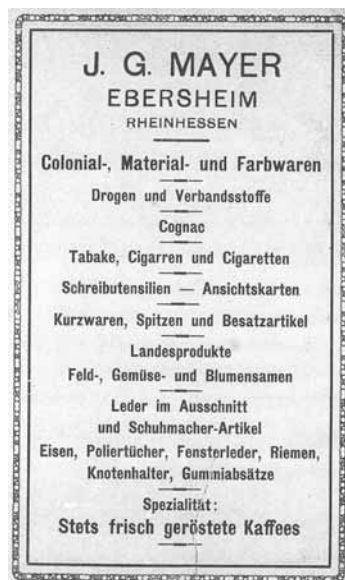 J. G. MAYER
EBERSHEIM
RHEINHESSEN
Colonial-, Material- und Farbwaren
Drogen und Verbandsstoffe
Cognac
Tabake, Cigarren und Cigaretten
Schreibutensilien — Ansichtskarten
Kurzwaren, Spitzen und Besatzartikel
Landesprodukte
Feld-, Gemüse- und Blumensamen
Leder im Ausschnitt
und Schuhmacher-Artikel
Eisen, Poliertücher, Fensterleder, Riemen,
Knotenhalter, Gummiabsätze
Spezialität:
Stets frisch geröstete Kaffees